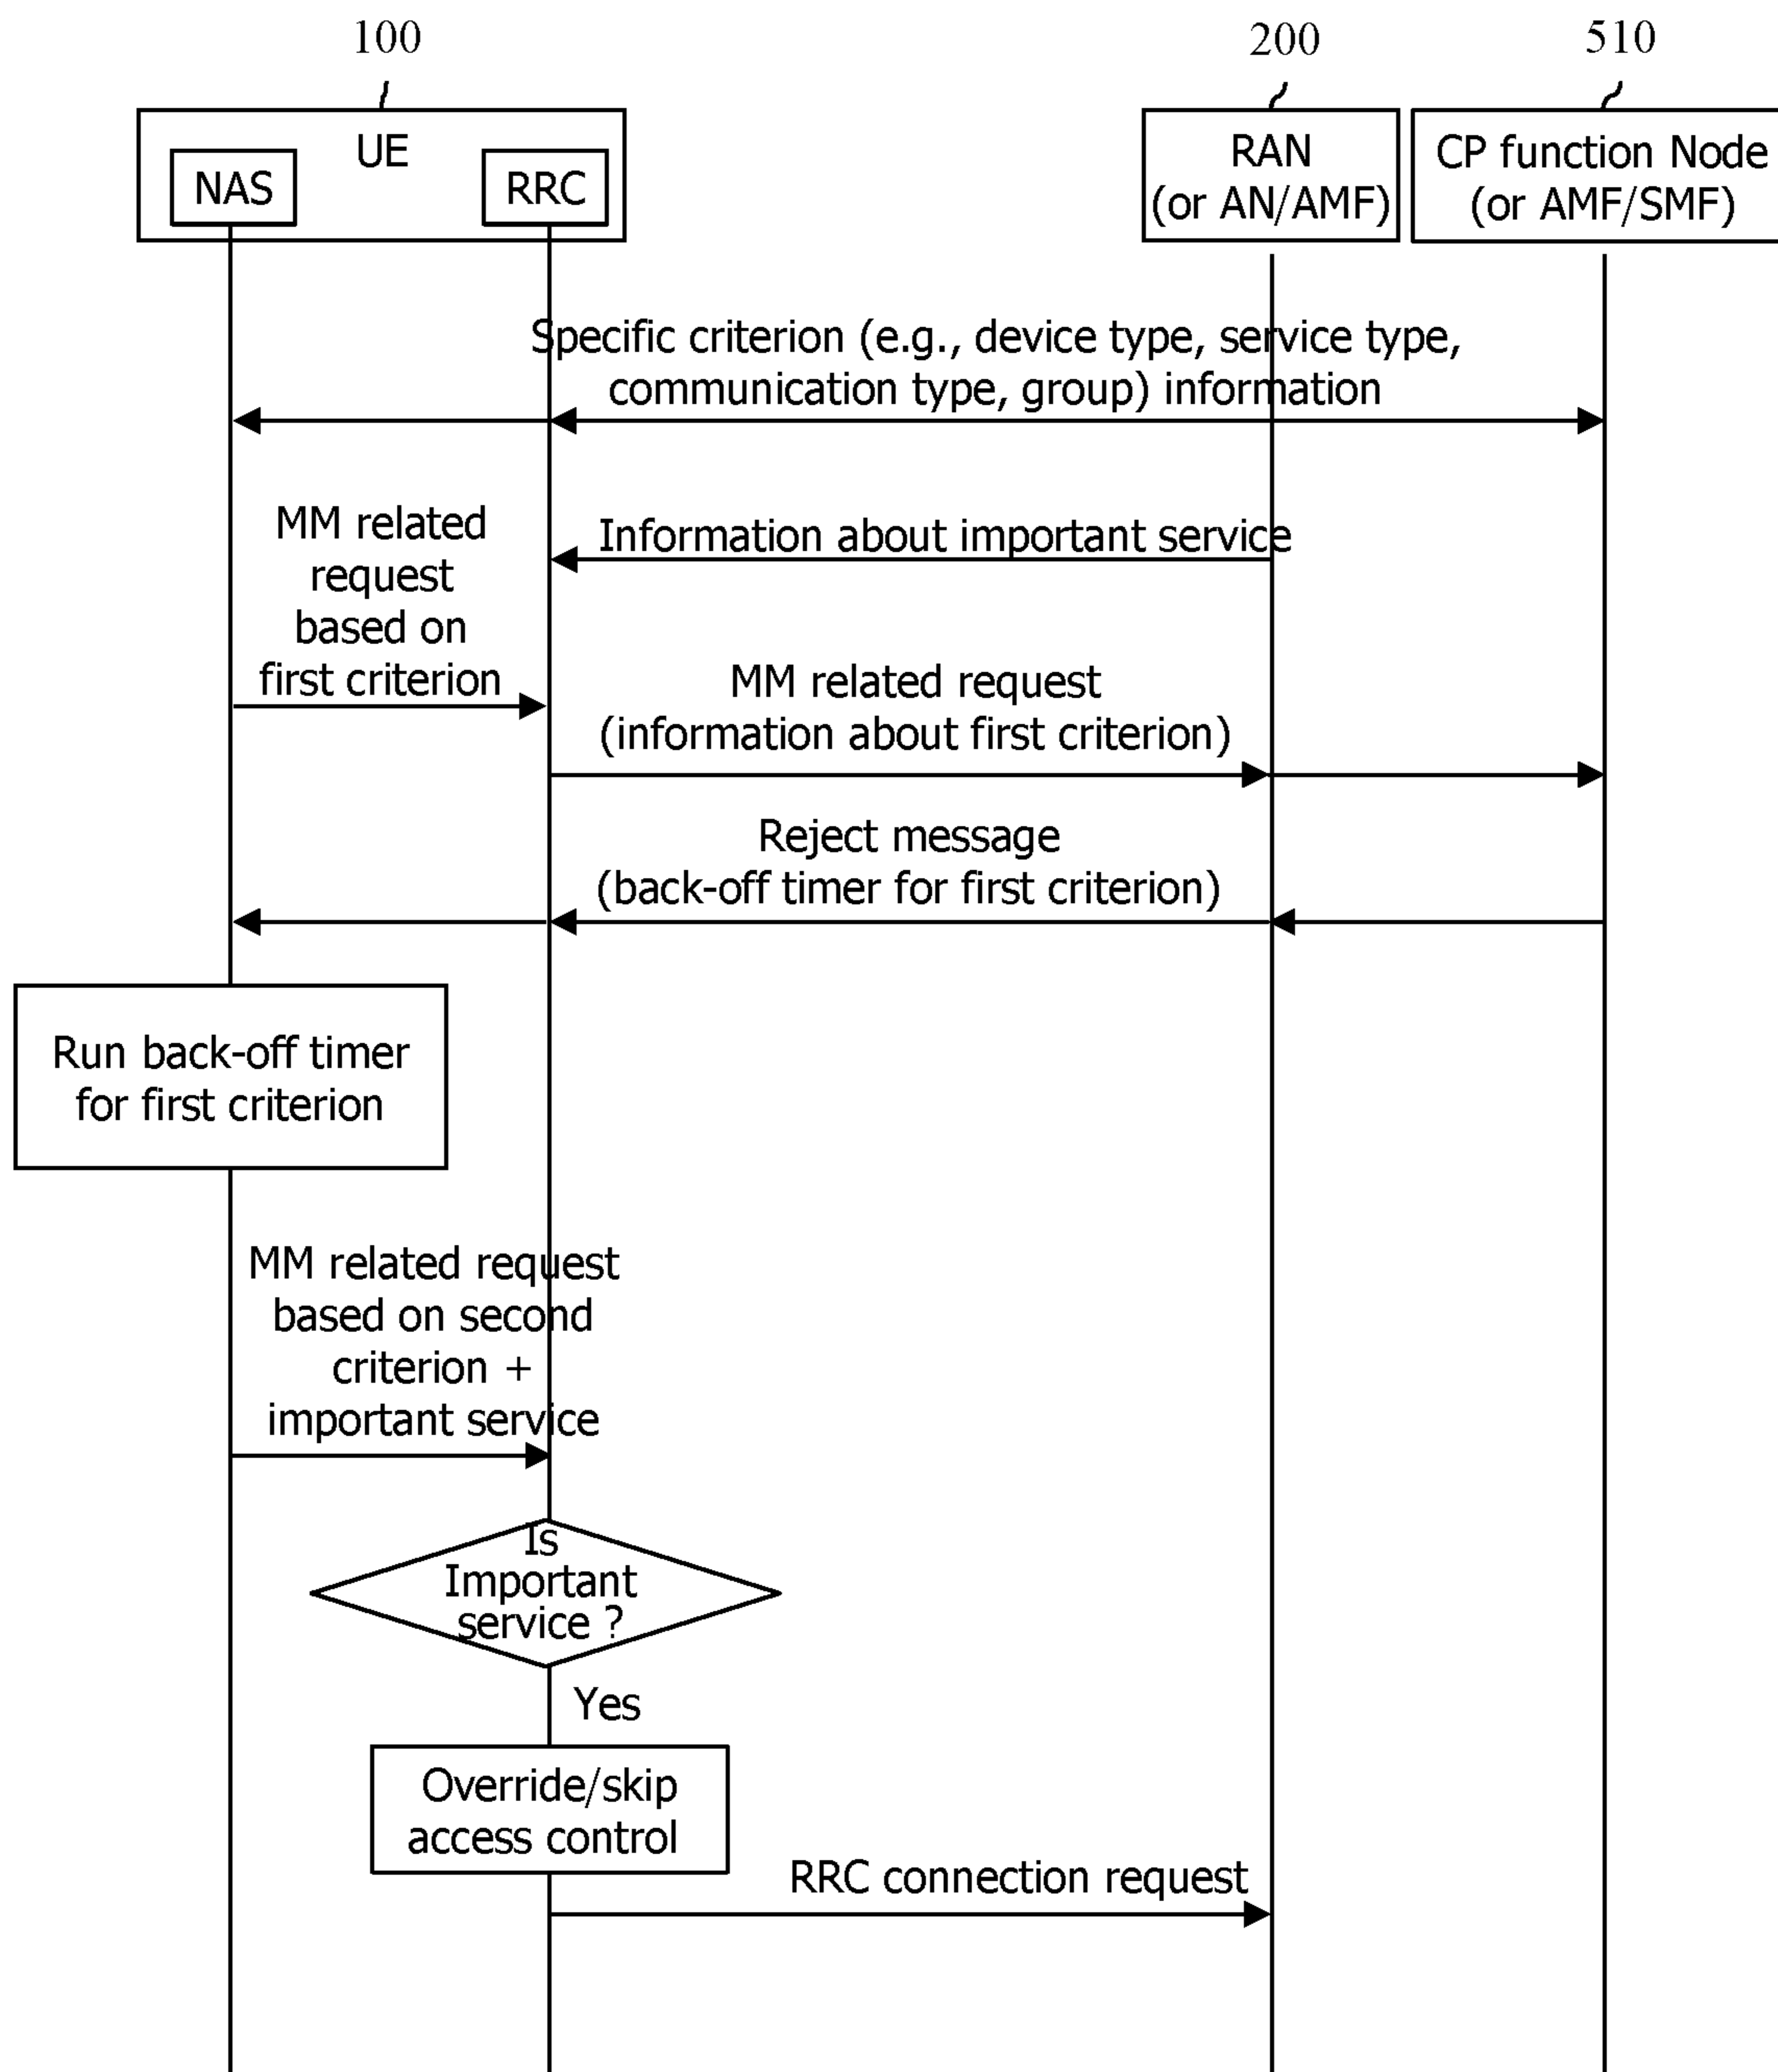 100
200
510
UE
NAS
RRC
RAN
(or AN/AMF)
CP function Node
(or AMF/SMF)
Specific criterion (e.g., device type, service type,
communication type, group) information
Information about important service
MM related
request
based on
first criterion
MM related request
(information about first criterion)
Reject message
(back-off timer for first criterion)
Run back-off timer
for first criterion
MM related request
based on second
criterion +
important service
Is
Important
service ?
Yes
Override/skip
access control
RRC connection request